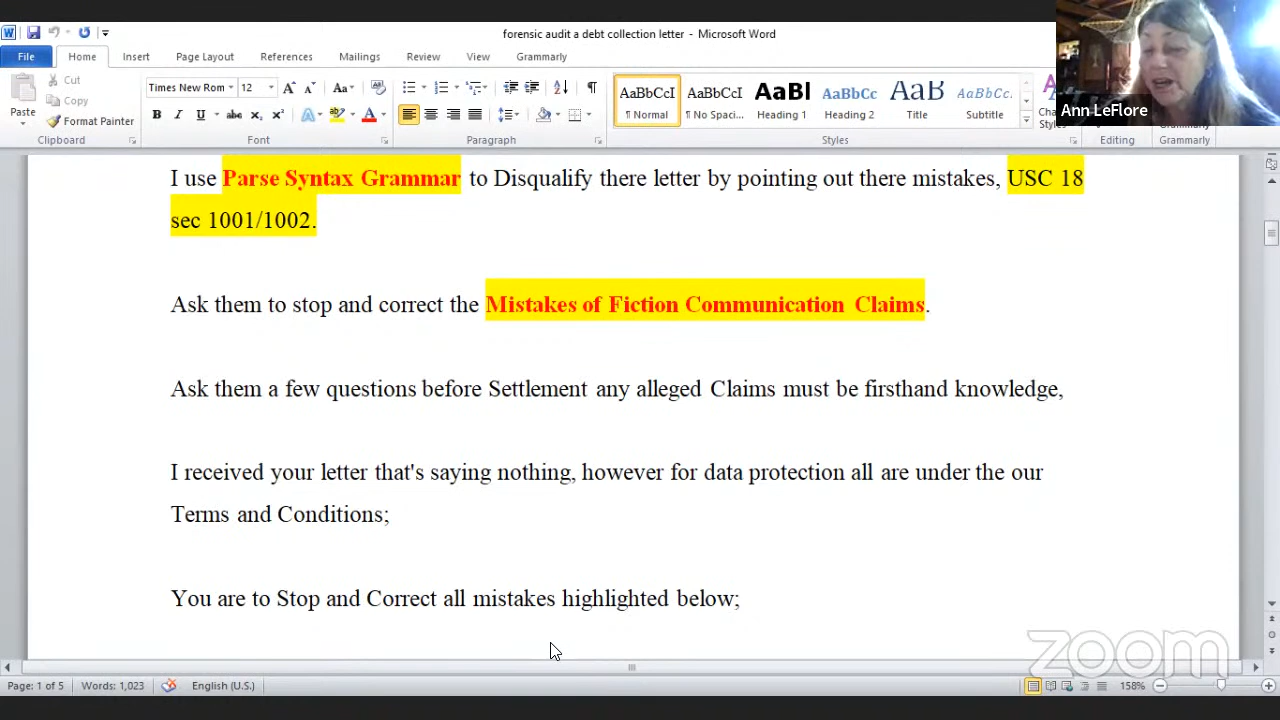 forensic audit a debt collection letter - Microsoft Word
File Home Insert Page Layout References Mailings Review View Grammarly
Cut
Copy
Paste Format Painter
Times New Rom 12
AaBbCcI AaBbCcI AaBl AaBbCc AaB AaBbCc.
¶ Normal ¶ No Spaci... Heading 1 Heading 2 Title Subtitle
Clipboard Font Paragraph Styles Editing Grammarly
Ann LeFlore
I use Parse Syntax Grammar to Disqualify there letter by pointing out there mistakes, USC 18
sec 1001/1002.
Ask them to stop and correct the Mistakes of Fiction Communication Claims.
Ask them a few questions before Settlement any alleged Claims must be firsthand knowledge,
I received your letter that's saying nothing, however for data protection all are under the our
Terms and Conditions;
You are to Stop and Correct all mistakes highlighted below;
zoom
Page: 1 of 5 Words: 1,023 English (U.S.) 158%